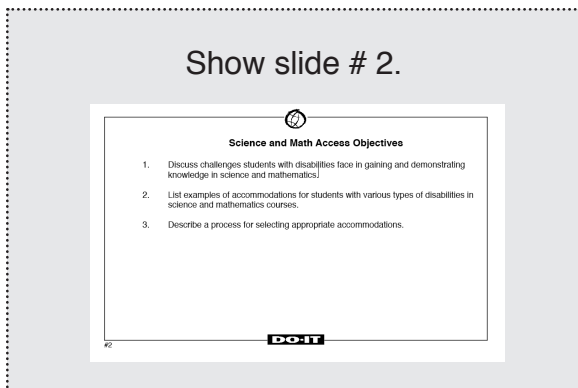 Show slide # 2.
Science and Math Access Objectives
1. Discuss challenges students with disabilities face in gaining and demonstrating
knowledge in science and mathematics.
2. List examples of accommodations for students with various types of disabilities in
science and mathematics courses.
3. Describe a process for selecting appropriate accommodations.
#2
DO-IT